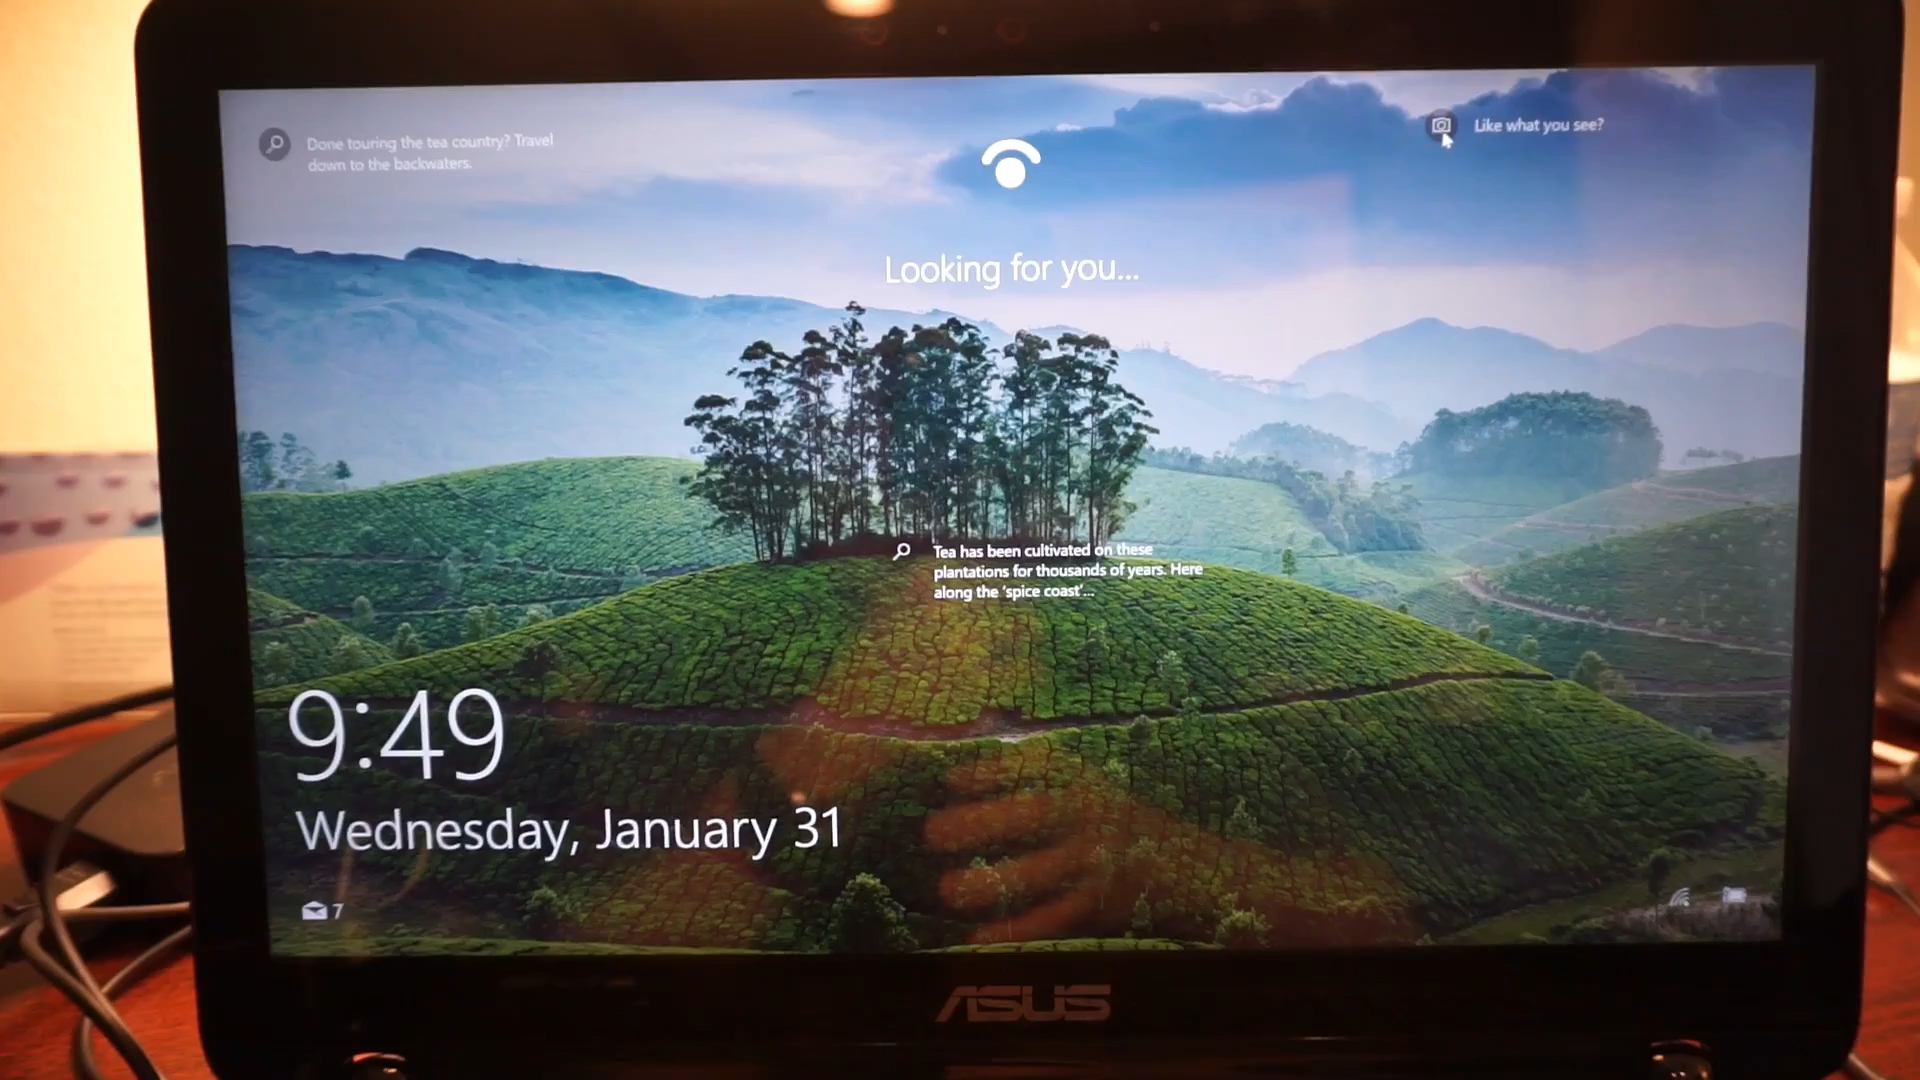 Done touring the tea country? Travel
down to the backwaters.
Like what you see?
Looking for you...
Tea has been cultivated on these
plantations for thousands of years. Here
along the 'spice coast'...
9:49
Wednesday, January 31
7
ASUS